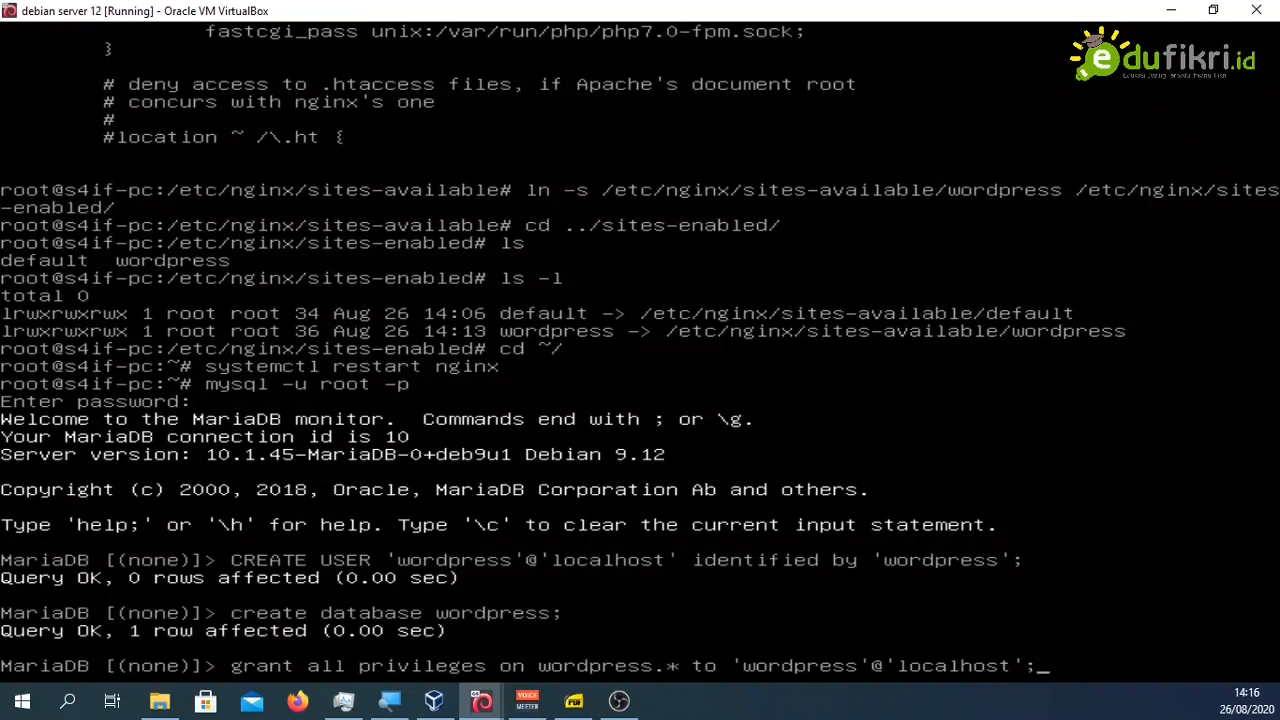 debian server 12 [Running] - Oracle VM VirtualBox
fastcgi_pass unix:/var/run/php/php7.0-fpm.sock;
}
edufikri.id
# deny access to .htaccess files, if Apache's document root
# concurs with nginx's one
#
#location ~ /\.ht {
root@s4if-pc:/etc/nginx/sites-available# ln -s /etc/nginx/sites-available/wordpress /etc/nginx/sites
-enabled/
root@s4if-pc:/etc/nginx/sites-available# cd ../sites-enabled/
root@s4if-pc:/etc/nginx/sites-enabled# ls
default  wordpress
root@s4if-pc:/etc/nginx/sites-enabled# ls -l
total 0
lrwxrwxrwx 1 root root 34 Aug 26 14:06 default -> /etc/nginx/sites-available/default
lrwxrwxrwx 1 root root 36 Aug 26 14:13 wordpress -> /etc/nginx/sites-available/wordpress
root@s4if-pc:/etc/nginx/sites-enabled# cd ~/
root@s4if-pc:~# systemctl restart nginx
root@s4if-pc:~# mysql -u root -p
Enter password:
Welcome to the MariaDB monitor.  Commands end with ; or \g.
Your MariaDB connection id is 10
Server version: 10.1.45-MariaDB-0+deb9u1 Debian 9.12
Copyright (c) 2000, 2018, Oracle, MariaDB Corporation Ab and others.
Type 'help;' or '\h' for help. Type '\c' to clear the current input statement.
MariaDB [(none)]> CREATE USER 'wordpress'@'localhost' identified by 'wordpress';
Query OK, 0 rows affected (0.00 sec)
MariaDB [(none)]> create database wordpress;
Query OK, 1 row affected (0.00 sec)
MariaDB [(none)]> grant all privileges on wordpress.* to 'wordpress'@'localhost';_
VOICE
MEETER
PDF
14:16
26/08/2020